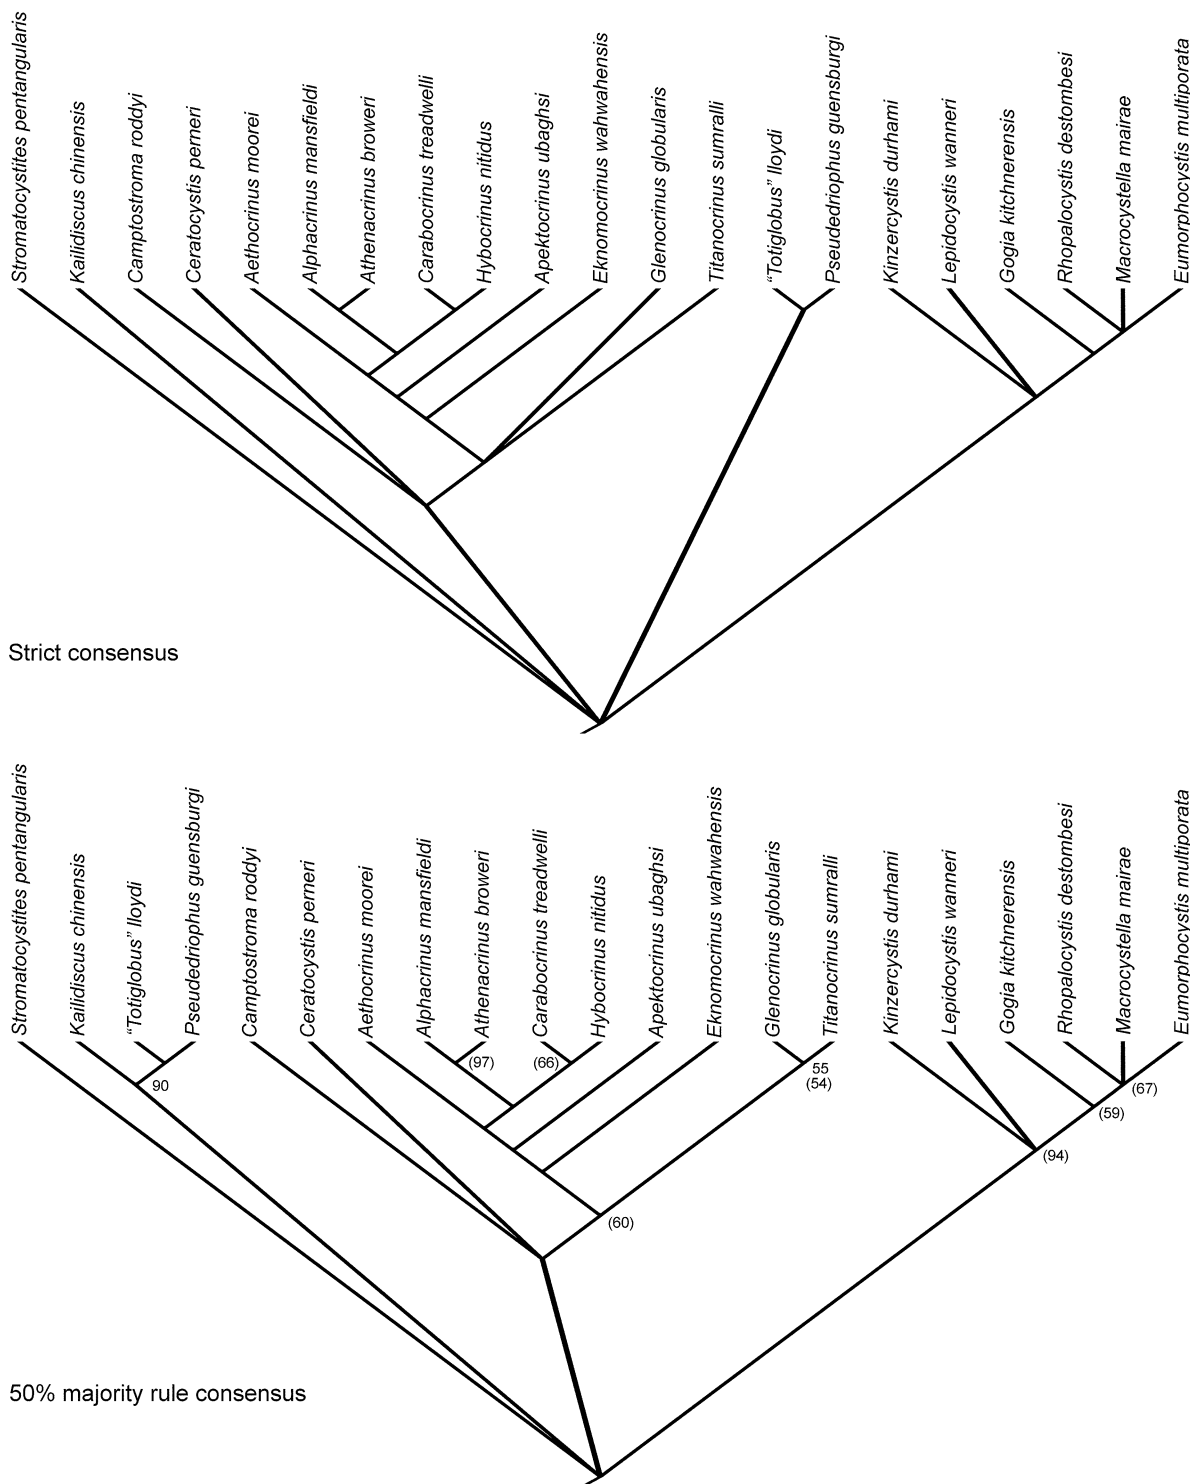 Stromatocystites pentangularis
Kailidiscus chinensis
Camptostroma roddyi
Ceratocystis perneri
Aethocrinus moorei
Alphacrinus mansfieldi
Athenacrinus broweri
Carabocrinus treadwelli
Hybocrinus nitidus
Apektocrinus ubaghsi
Eknomocrinus wahwahensis
Glenocrinus globularis
Titanocrinus sumralli
“Totiglobus” lloydi
Pseudedriophus guensburgi
Kinzercystis durhami
Lepidocystis wanneri
Gogia kitchnerensis
Rhopalocystis destombesi
Macrocystella mairae
Eumorphocystis multiporata
Strict consensus
Stromatocystites pentangularis
Kailidiscus chinensis
“Totiglobus” lloydi
Pseudedriophus guensburgi
Camptostroma roddyi
Ceratocystis perneri
Aethocrinus moorei
Alphacrinus mansfieldi
Athenacrinus broweri
Carabocrinus treadwelli
Hybocrinus nitidus
Apektocrinus ubaghsi
Eknomocrinus wahwahensis
Glenocrinus globularis
Titanocrinus sumralli
Kinzercystis durhami
Lepidocystis wanneri
Gogia kitchnerensis
Rhopalocystis destombesi
Macrocystella mairae
Eumorphocystis multiporata
(97)
(66)
55
(54)
90
(67)
(59)
(94)
(60)
50% majority rule consensus